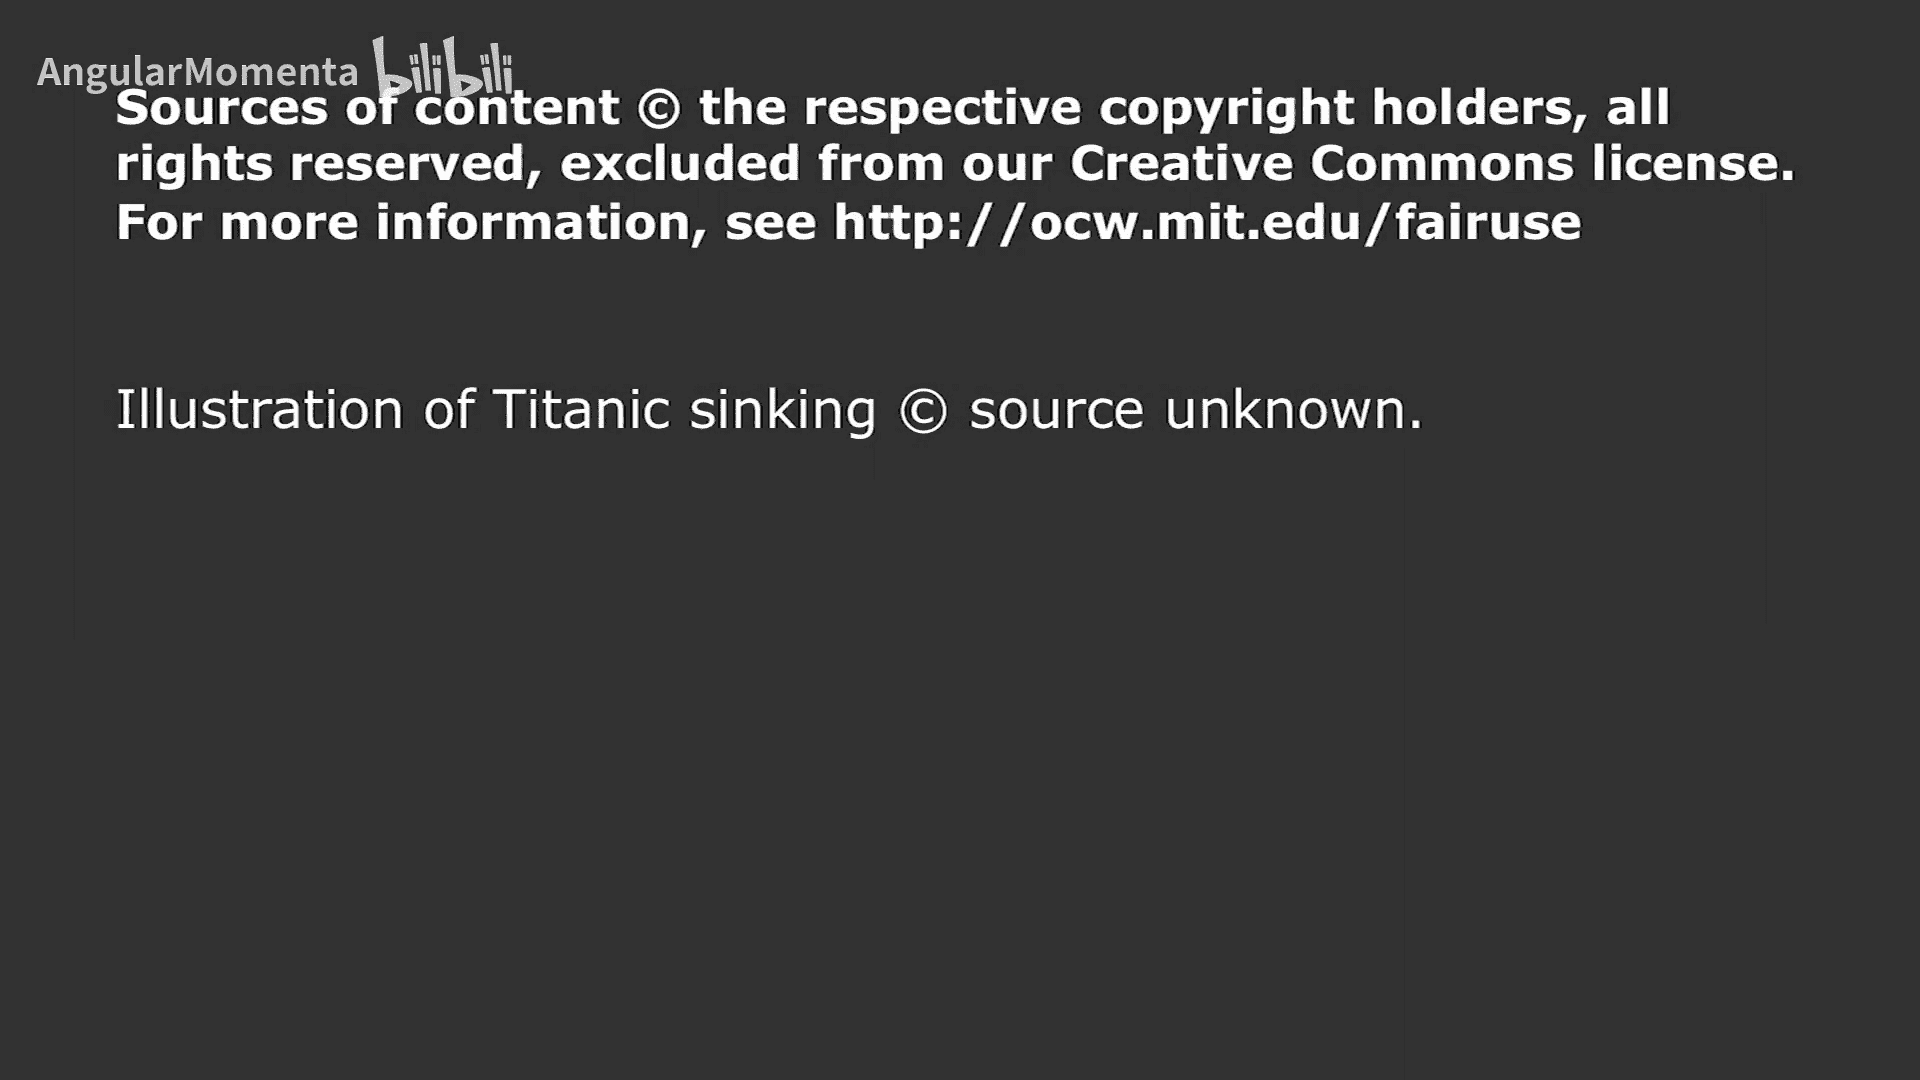 AngularMomenta bilibili
Sources of content © the respective copyright holders, all
rights reserved, excluded from our Creative Commons license.
For more information, see http://ocw.mit.edu/fairuse
Illustration of Titanic sinking © source unknown.